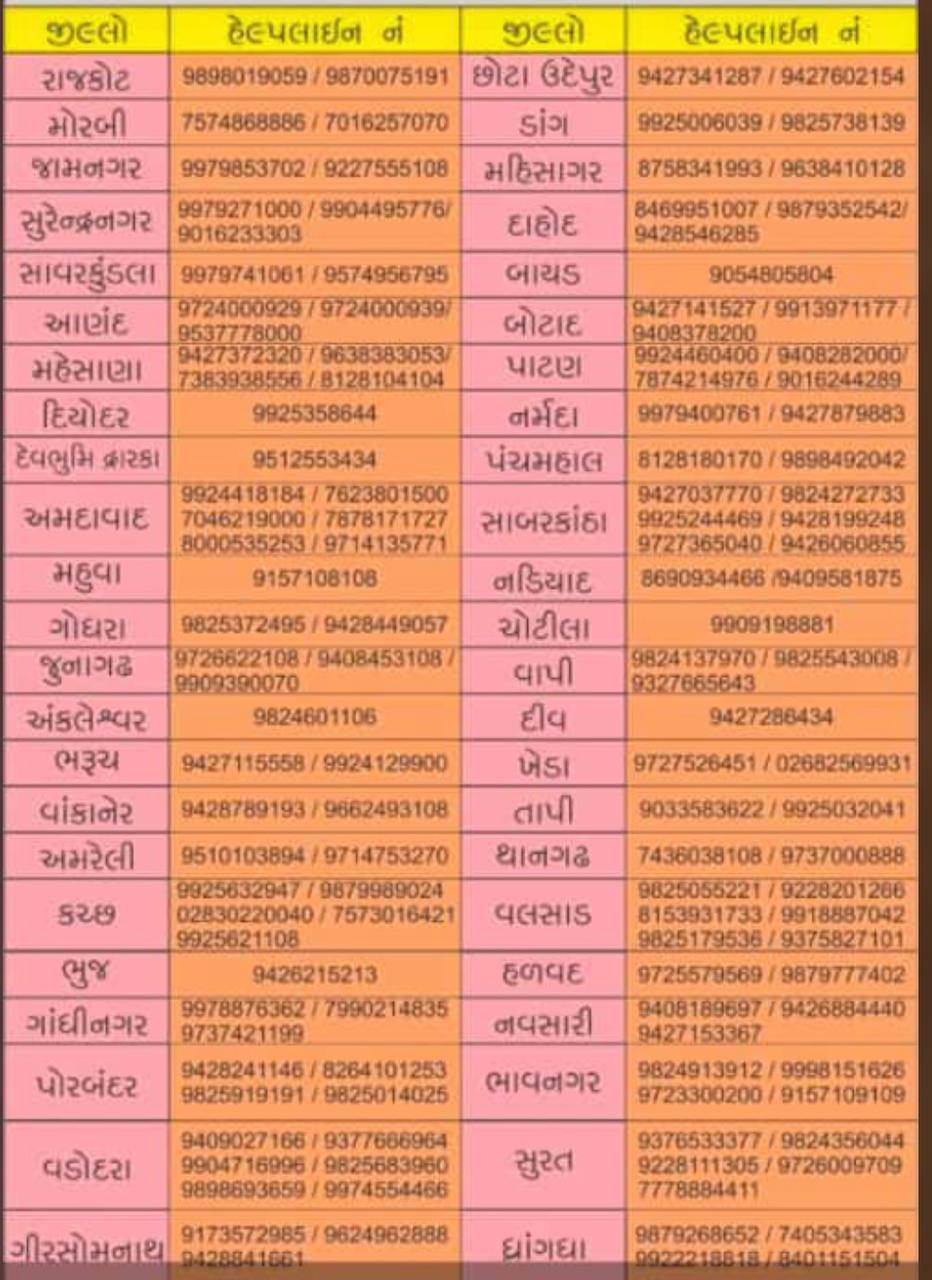 જીલ્લો હેલ્પલાઈન નં જીલ્લો હેલ્પલાઈન નં
રાજકોટ 9898019059 / 9870075191 છોટા ઉદેપુર 9427341287 / 9427602154
મોરબી 7574868886 / 7016257070 ડાંગ 9925006039 / 9825738139
જામનગર 9979853702 / 9227555108 મહિસાગર 8758341993 / 9638410128
સુરેન્દ્રનગર 9979271000 / 9904495776/
9016233303 દાહોદ 8469951007 / 9879352542/
9428546285
સાવરકુંડલા 9979741061 / 9574956795 બાયડ 9054805804
આણંદ 9724000929 / 9724000939/
9537778000 બોટાદ 9427141527 / 9913971177 /
9408378200
મહેસાણા 9427372320 / 9638383053/
7383938556 / 8128104104 પાટણ 9924460400 / 9408282000/
7874214976 / 9016244289
દિયોદર 9925358644 નર્મદા 9979400761 / 9427879883
દેવભુમિ દ્રારકા 9512553434 પંચમહાલ 8128180170 / 9898492042
અમદાવાદ 9924418184 / 7623801500
7046219000 / 7878171727
8000535253 / 9714135771 સાબરકાંઠા 9427037770 / 9824272733
9925244469 / 9428199248
9727365040 / 9426060855
મહુવા 9157108108 નડિયાદ 8690934466 /9409581875
ગોધરા 9825372495 / 9428449057 ચોટીલા 9909198881
જુનાગઢ 9726622108 / 9408453108 /
9909390070 વાપી 9824137970 / 9825543008 /
9327665643
અંકલેશ્વર 9824601106 દીવ 9427286434
ભરૂચ 9427115558 / 9924129900 ખેડા 9727526451 / 02682569931
વાંકાનેર 9428789193 / 9662493108 તાપી 9033583622 / 9925032041
અમરેલી 9510103894 / 9714753270 થાનગઢ 7436038108 / 9737000888
કચ્છ 9925632947 / 9879989024
02830220040 / 7573016421
9925621108 વલસાડ 9825055221 / 9228201266
8153931733 / 9918887042
9825179536 / 9375827101
ભુજ 9426215213 હળવદ 9725579569 / 9879777402
ગાંધીનગર 9978876362 / 7990214835
9737421199 નવસારી 9408189697 / 9426884440
9427153367
પોરબંદર 9428241146 / 8264101253
9825919191 / 9825014025 ભાવનગર 9824913912 / 9998151626
9723300200 / 9157109109
વડોદરા 9409027166 / 9377666964
9904716996 / 9825683960
9898693659 / 9974554466 સુરત 9376533377 / 9824356044
9228111305 / 9726009709
7778884411
ગીરસોમનાથ 9173572985 / 9624962888
9428841661 ધ્રાંગધ્રા 9879268652 / 7405343583
9922218618 / 8401151504